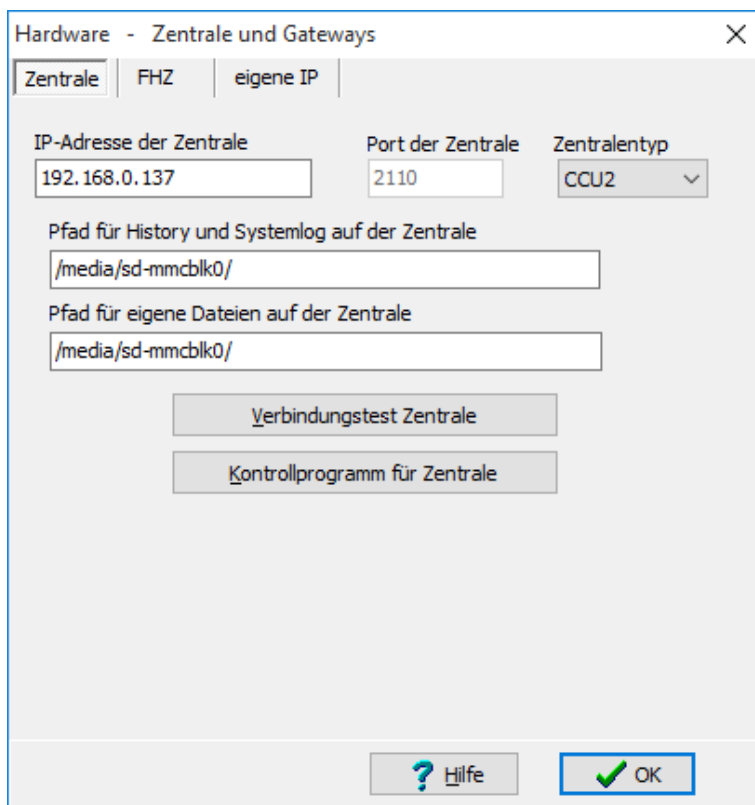 Hardware - Zentrale und Gateways
Zentrale FHZ eigene IP
IP-Adresse der Zentrale Port der Zentrale Zentralentyp
192.168.0.137 2110 CCU2
Pfad für History und Systemlog auf der Zentrale
/media/sd-mmcblk0/
Pfad für eigene Dateien auf der Zentrale
/media/sd-mmcblk0/
Verbindungstest Zentrale
Kontrollprogramm für Zentrale
Hilfe OK